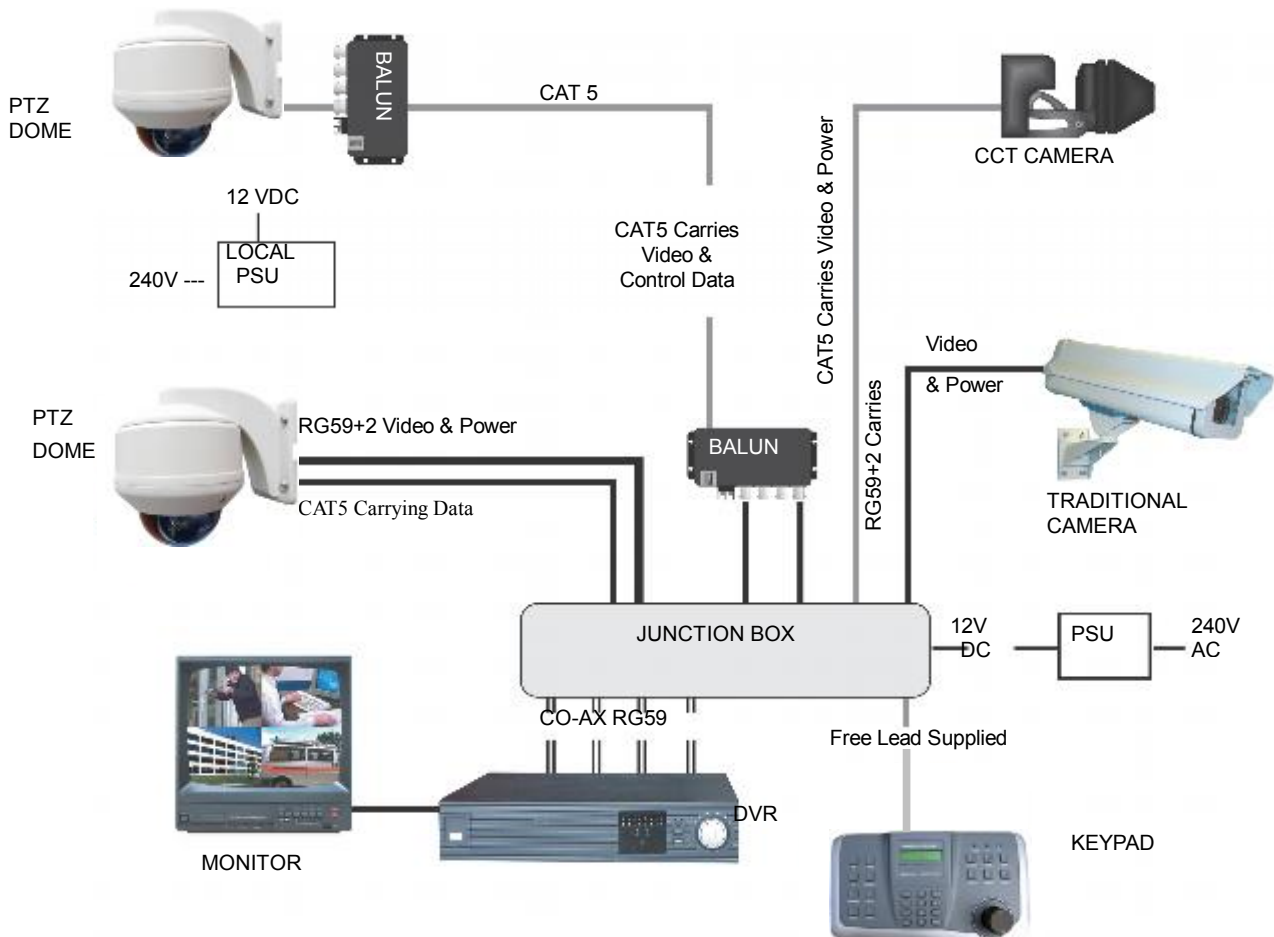 BALUN
CAT 5
PTZ
DOME
CCT CAMERA
12 VDC
LOCAL
PSU
240V ---
CAT5 Carries
Video &
Control Data
CAT5 Carries Video & Power
RG59+2 Carries
Video
& Power
PTZ
DOME
RG59+2 Video & Power
CAT5 Carrying Data
BALUN
TRADITIONAL
CAMERA
JUNCTION BOX
12V
DC
PSU
240V
AC
CO-AX RG59
Free Lead Supplied
DVR
MONITOR
KEYPAD